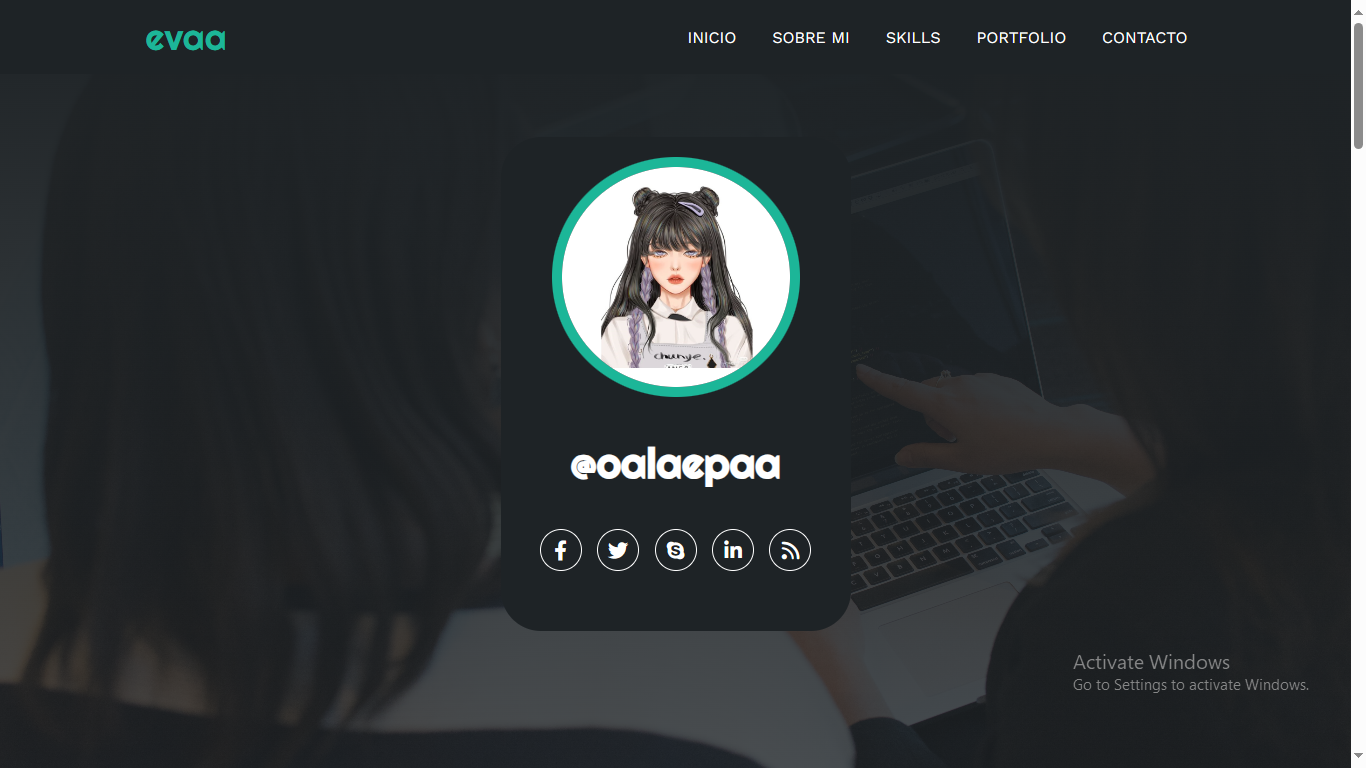 evaa
INICIO SOBRE MI SKILLS PORTFOLIO CONTACTO
chunye.
@oalaepaa
Activate Windows
Go to Settings to activate Windows.